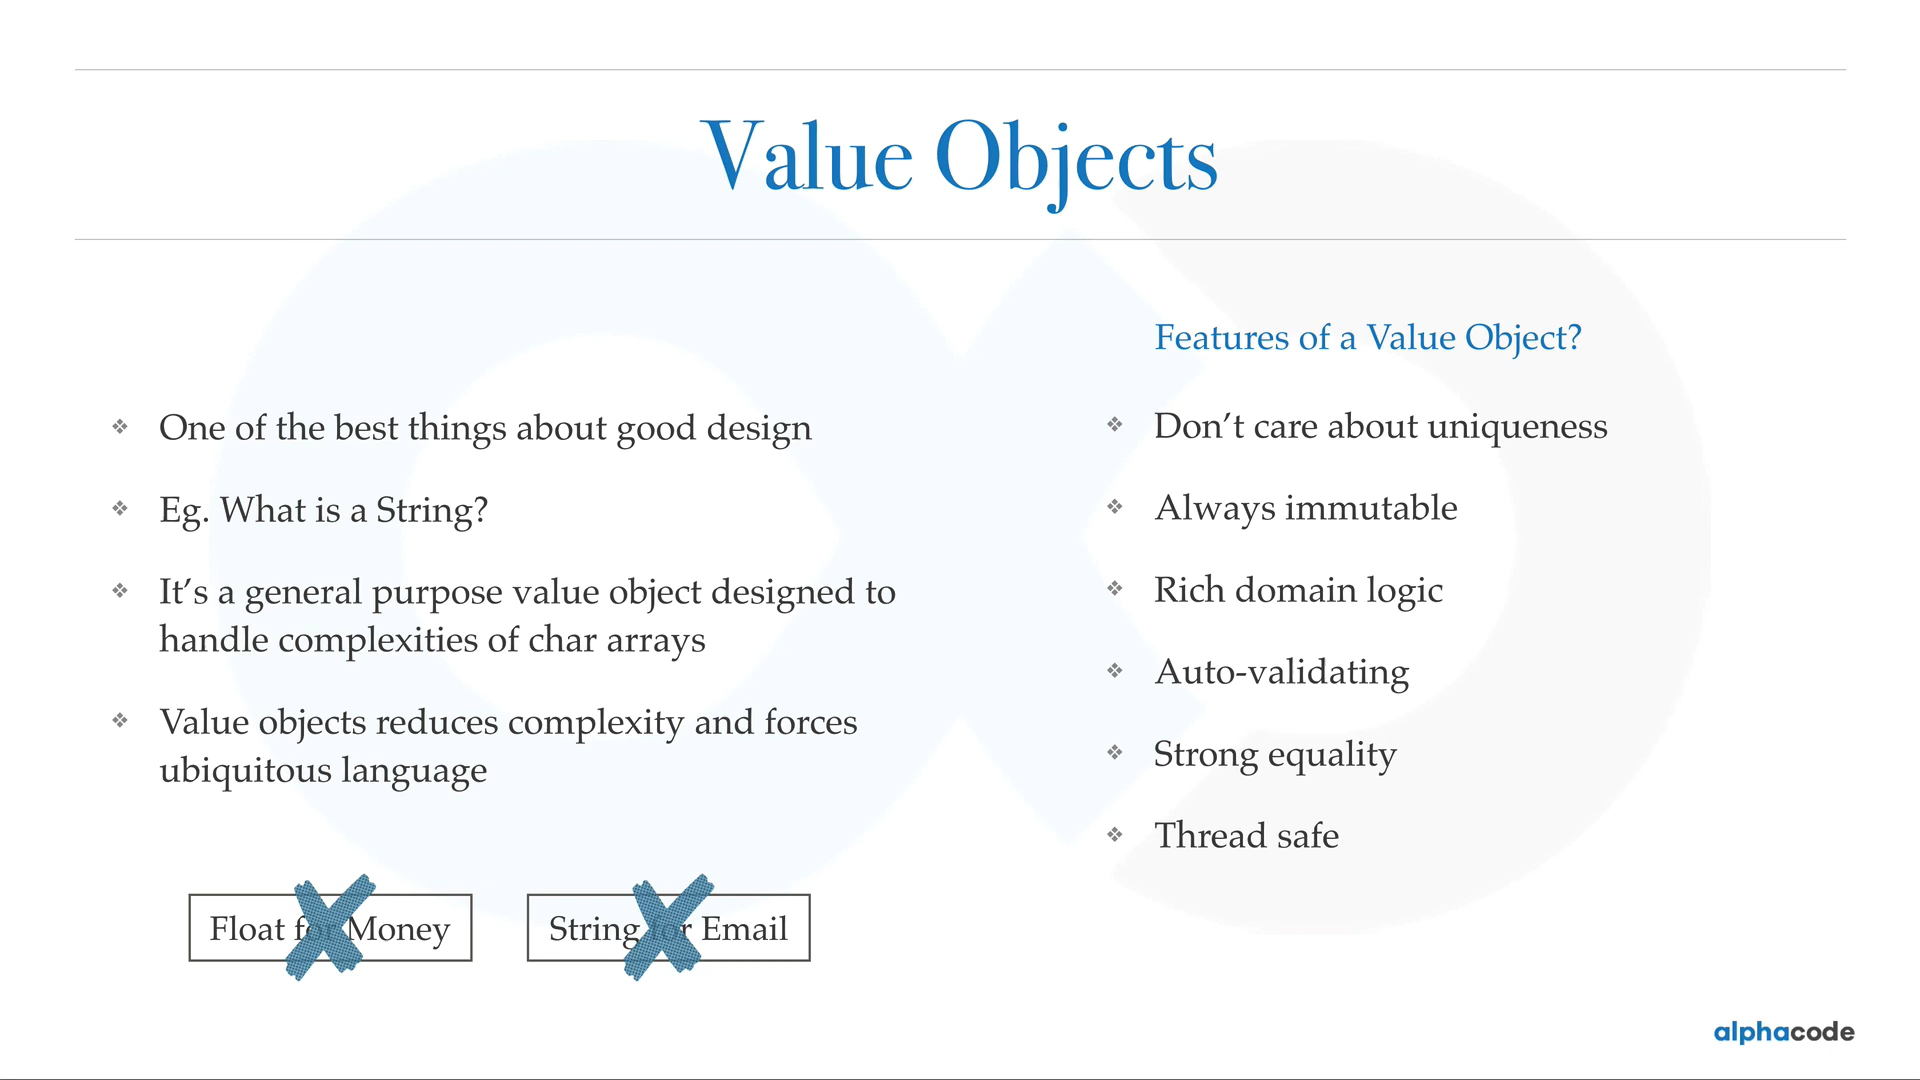 Value Objects
One of the best things about good design
Eg. What is a String?
It’s a general purpose value object designed to
handle complexities of char arrays
Value objects reduces complexity and forces
ubiquitous language
Float for Money
String for Email
Features of a Value Object?
Don’t care about uniqueness
Always immutable
Rich domain logic
Auto-validating
Strong equality
Thread safe
alphacode